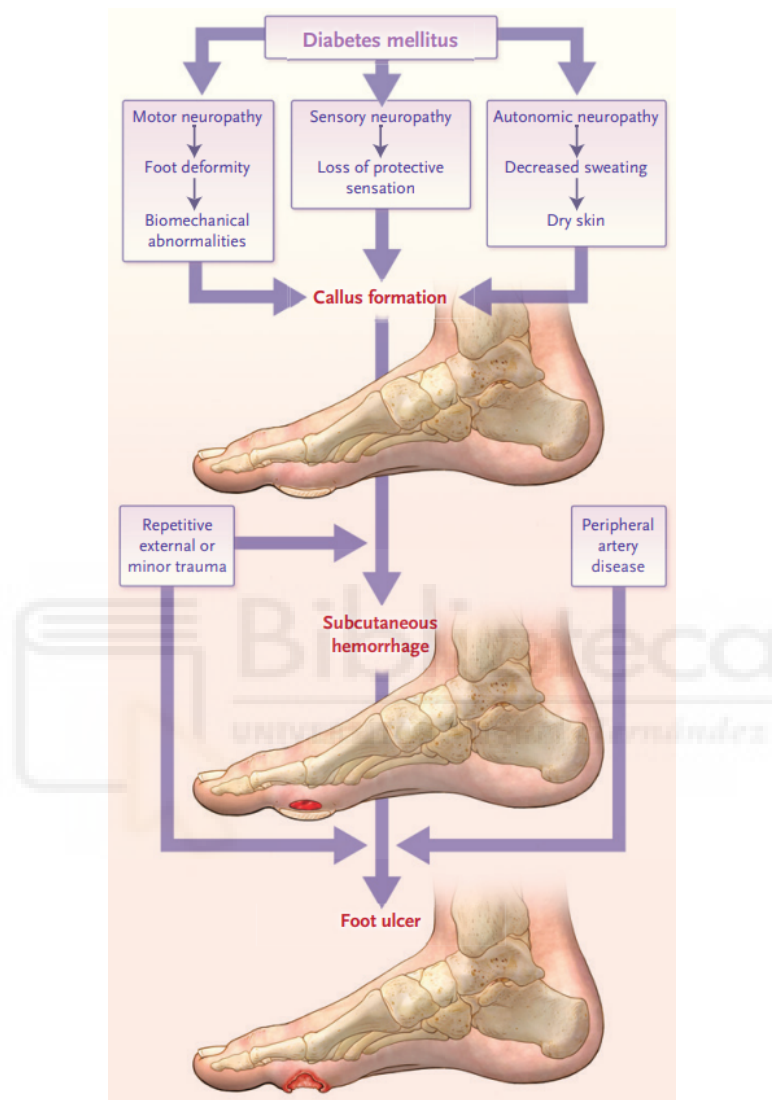 Diabetes mellitus
Motor neuropathy
Foot deformity
Biomechanical
abnormalities
Sensory neuropathy
Loss of protective
sensation
Autonomic neuropathy
Decreased sweating
Dry skin
Callus formation
Repetitive
external or
minor trauma
Peripheral
artery
disease
Subcutaneous
hemorrhage
Biblioteca
Foot ulcer